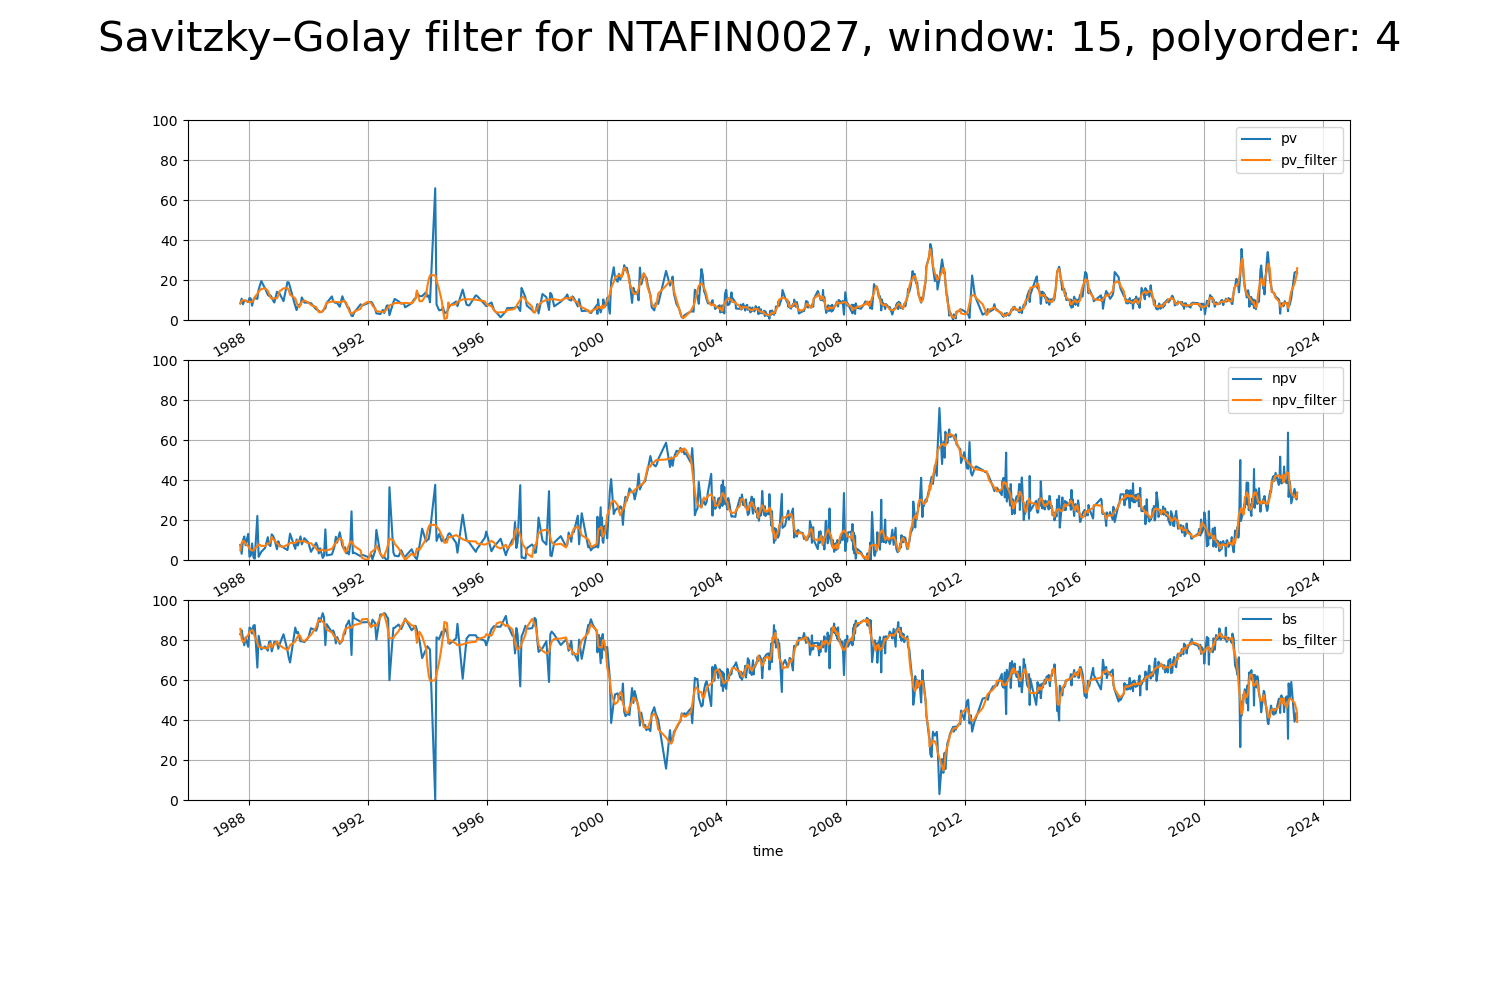 Savitzky–Golay filter for NTAFIN0027, window: 15, polyorder: 4
100
80
60
40
20
0
pv
pv_filter
1988 1992 1996 2000 2004 2008 2012 2016 2020 2024
100
80
60
40
20
0
npv
npv_filter
1988 1992 1996 2000 2004 2008 2012 2016 2020 2024
100
80
60
40
20
0
bs
bs_filter
1988 1992 1996 2000 2004 2008 2012 2016 2020 2024
time